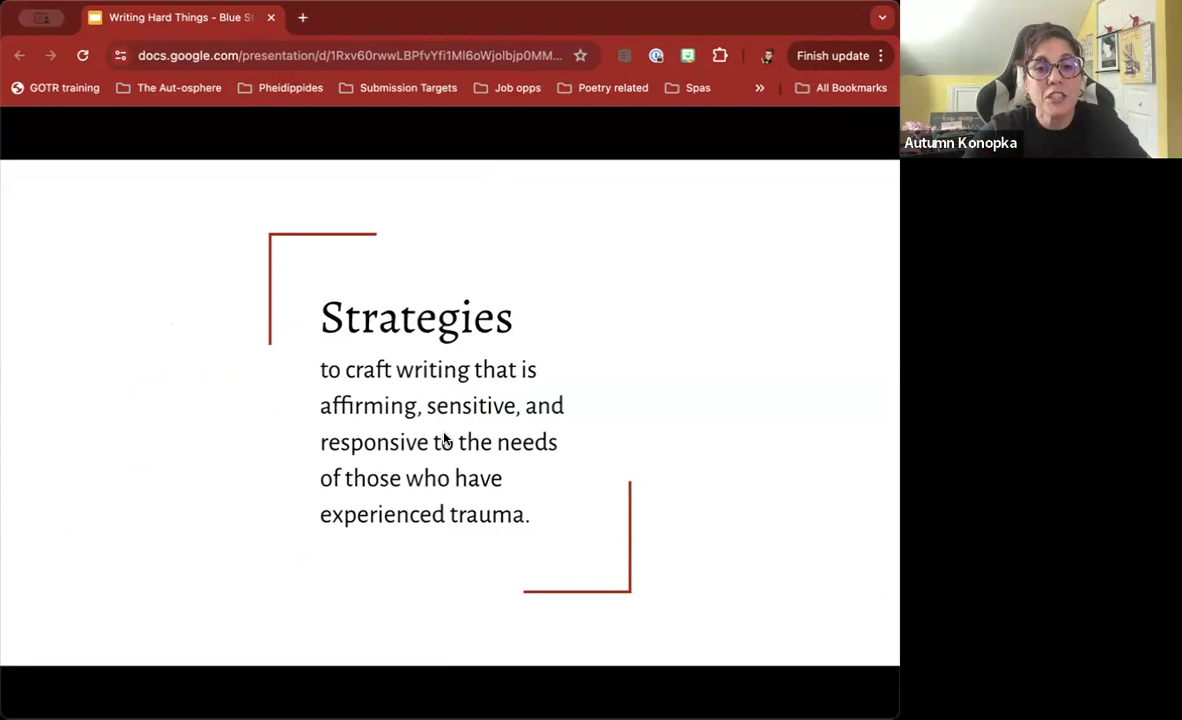 Writing Hard Things - Blue St
docs.google.com/presentation/d/1Rxv60rwwLBPfvYfi1Ml6oWjolbjp0MM...
Finish update
GOTR training
The Aut-osphere
Pheidippides
Submission Targets
Job opps
Poetry related
Spas
»
All Bookmarks
Autumn Konopka
Strategies
to craft writing that is
affirming, sensitive, and
responsive to the needs
of those who have
experienced trauma.